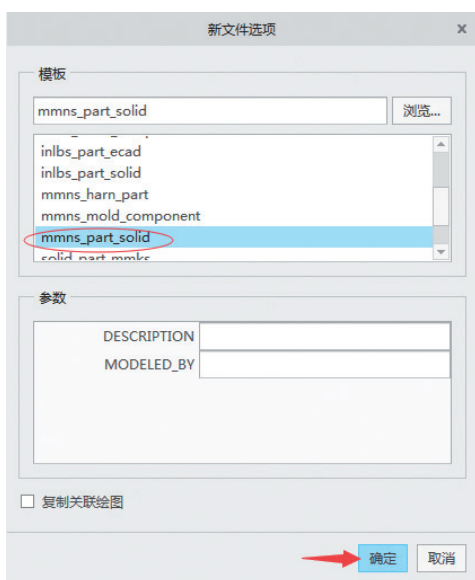 新文件选项 x
模板
mmns_part_solid 浏览...
inlbs_part_ecad
inlbs_part_solid
mmns_harn_part
mmns_mold_component
mmns_part_solid
solid_part_mmks
参数
DESCRIPTION
MODELED_BY
复制关联绘图
确定 取消